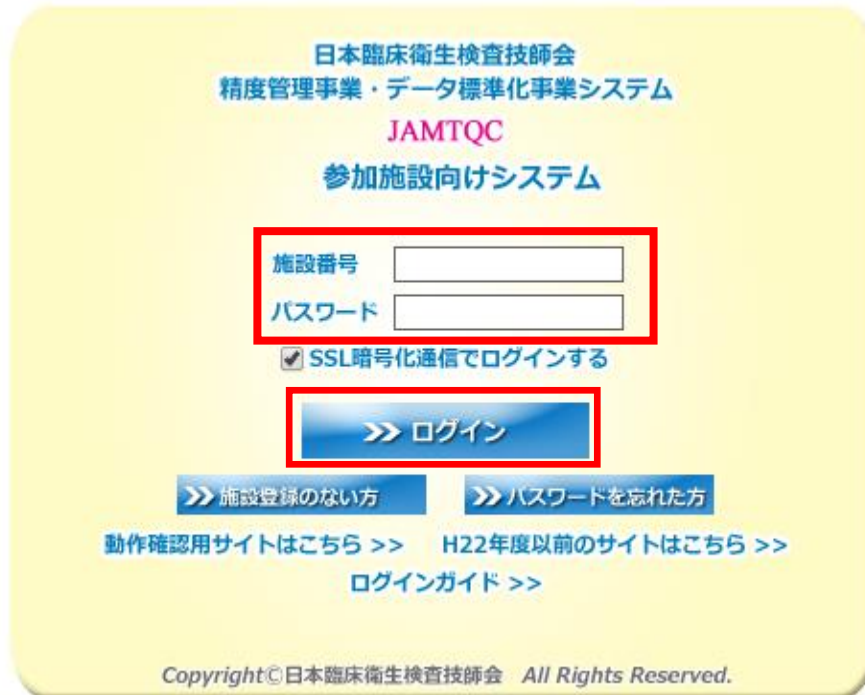 日本臨床衛生検査技師会
精度管理事業・データ標準化事業システム
JAMTQC
参加施設向けシステム
施設番号
パスワード
SSL暗号化通信でログインする
>> ログイン
>> 施設登録のない方 >> パスワードを忘れた方
動作確認用サイトはこちら >> H22年度以前のサイトはこちら >>
ログインガイド >>
Copyright©日本臨床衛生検査技師会 All Rights Reserved.